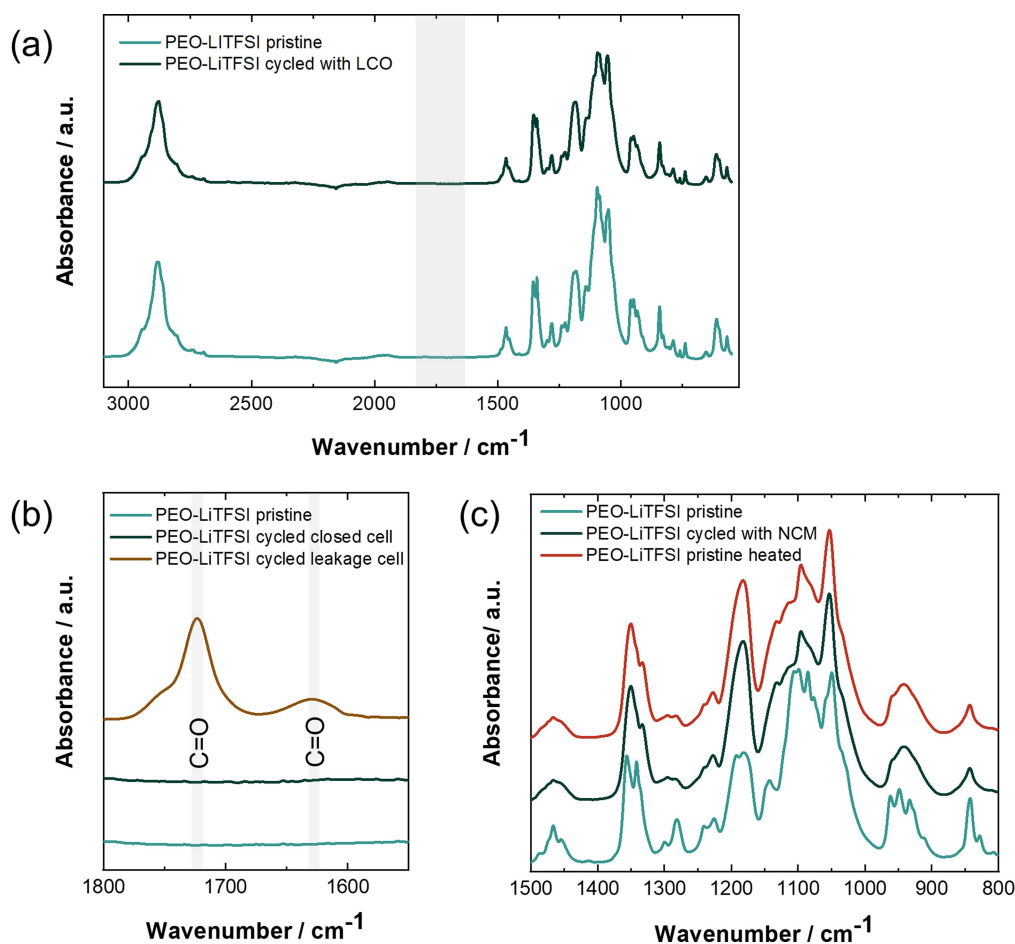 (a)
PEO-LITFSI pristine
PEO-LiTFSI cycled with LCO
Absorbance / a.u.
Absorbance / a.u.
3000 2500 2000 1500 1000
Wavenumber / cm-1
(b)
PEO-LiTFSI pristine
PEO-LiTFSI cycled closed cell
PEO-LiTFSI cycled leakage cell
Absorbance / a.u.
C=O
C=O
1800 1700 1600
Wavenumber / cm-1
(c)
PEO-LiTFSI pristine
PEO-LiTFSI cycled with NCM
PEO-LiTFSI pristine heated
Absorbance/ a.u.
1500 1400 1300 1200 1100 1000 900 800
Wavenumber / cm-1